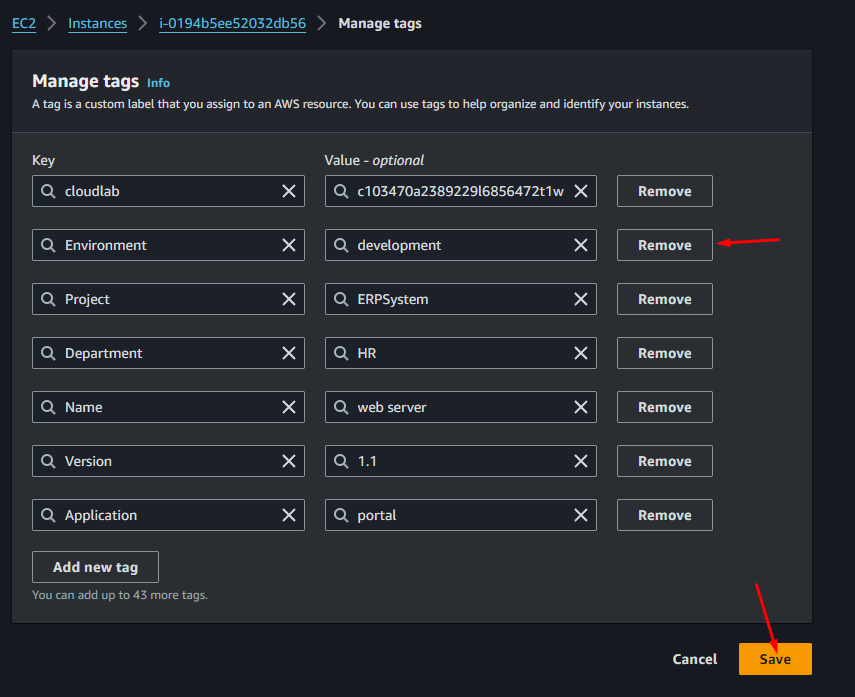 EC2 > Instances > i-0194b5ee52032db56 > Manage tags
Manage tags Info
A tag is a custom label that you assign to an AWS resource. You can use tags to help organize and identify your instances.
Key Value - optional
cloudlab c103470a2389229l6856472t1w Remove
Environment development Remove
Project ERPSystem Remove
Department HR Remove
Name web server Remove
Version 1.1 Remove
Application portal Remove
Add new tag
You can add up to 43 more tags.
Cancel Save